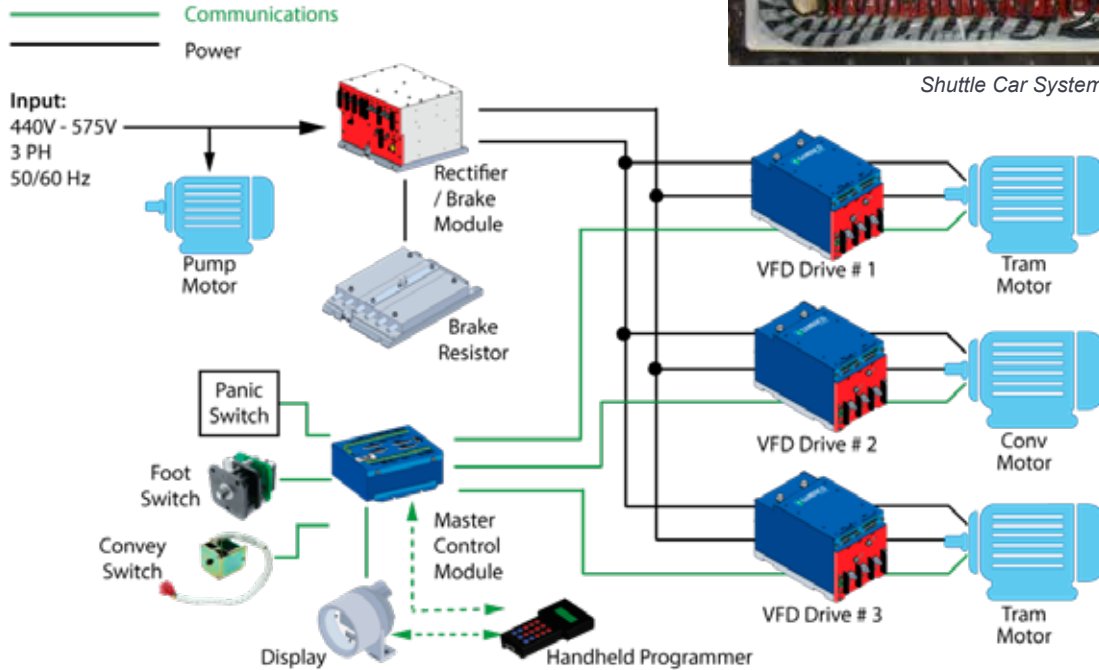 Communications
Power
Shuttle Car System
Input:
440V - 575V
3 PH
50/60 Hz
Rectifier
/ Brake
Module
Pump
Motor
Brake
Resistor
VFD Drive # 1
Tram
Motor
Panic
Switch
Foot
Switch
Convey
Switch
Master
Control
Module
VFD Drive # 2
Conv
Motor
Display
Handheld Programmer
VFD Drive # 3
Tram
Motor